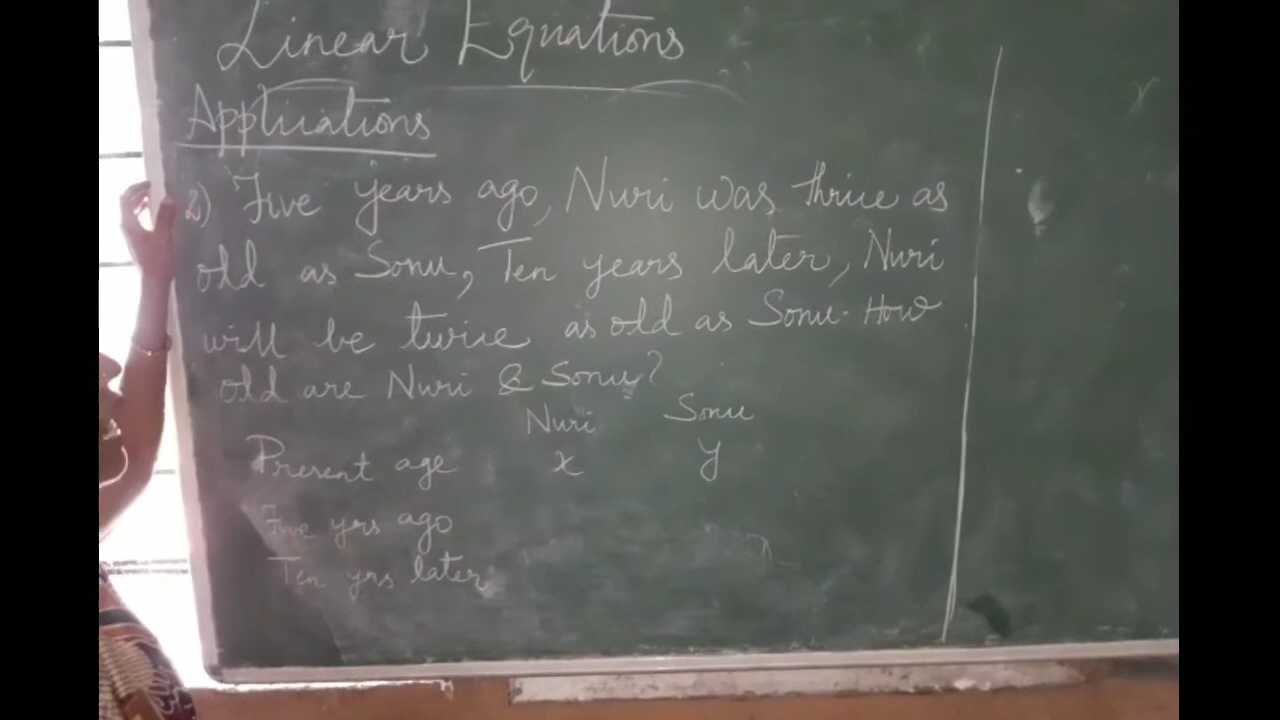 Linear Equations
Applications
2) Five years ago, Nuri was thrice as
old as Sonu, Ten years later, Nuri
will be twice as old as Sonu. How
old are Nuri & Sonu?
Nuri Sonu
Present age x y
Five yrs ago
Ten yrs later